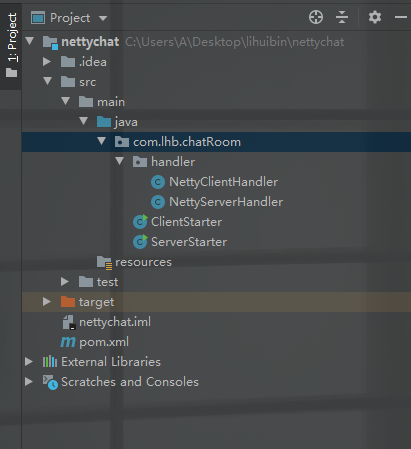 1: Project
Project
nettychat C:\Users\A\Desktop\lihuibin\nettychat
.idea
src
main
java
com.lhb.chatRoom
handler
NettyClientHandler
NettyServerHandler
ClientStarter
ServerStarter
resources
test
target
nettychat.iml
pom.xml
External Libraries
Scratches and Consoles